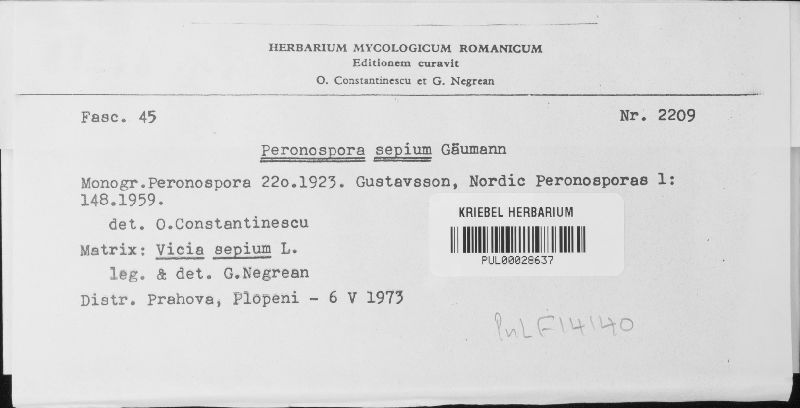 HERBARIUM MYCOLOGICUM ROMANICUM
Editionem curavit
O. Constantinescu et G. Negrean
Fasc. 45
Nr. 2209
Peronospora sepium Gäumann
Monogr.Peronospora 22o.1923. Gustavsson, Nordic Peronosporas 1:
148.1959.
det. O.Constantinescu
Matrix: Vicia sepium L.
leg. & det. G.Negrean
Distr. Prahova, Plopeni - 6 V 1973
KRIEBEL HERBARIUM
PUL00028637
PuL F14140